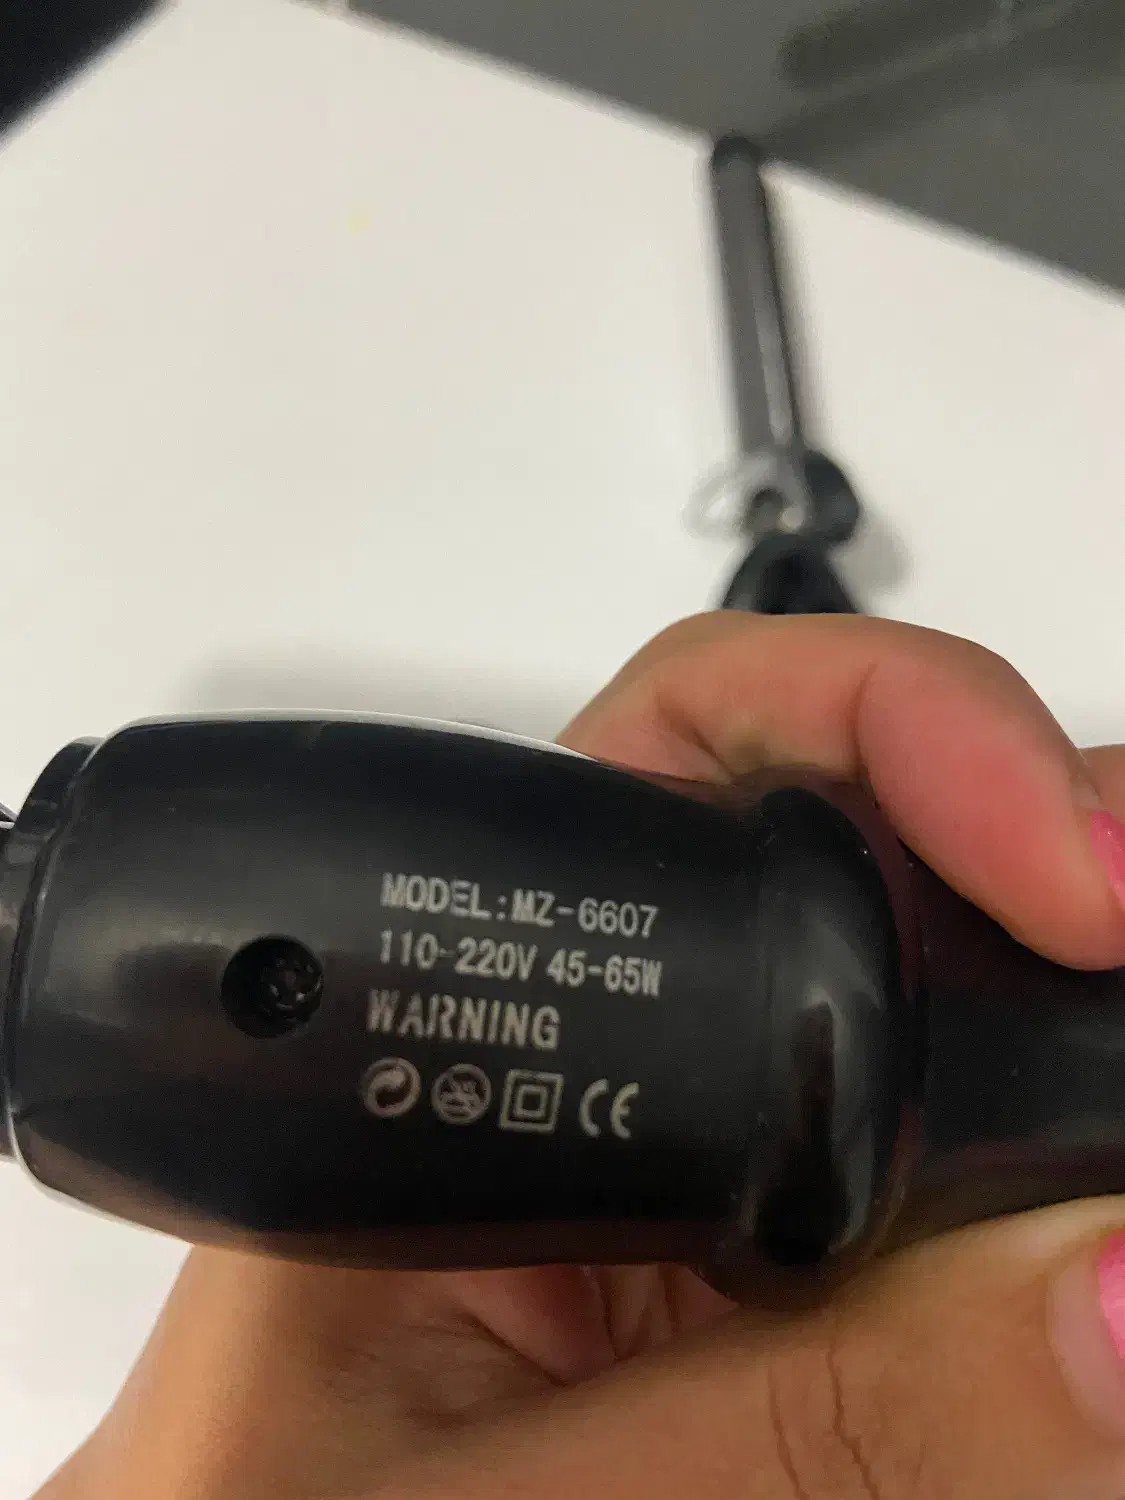 MODEL:MZ-6607
110-220V 45-65W
WARNING
CE